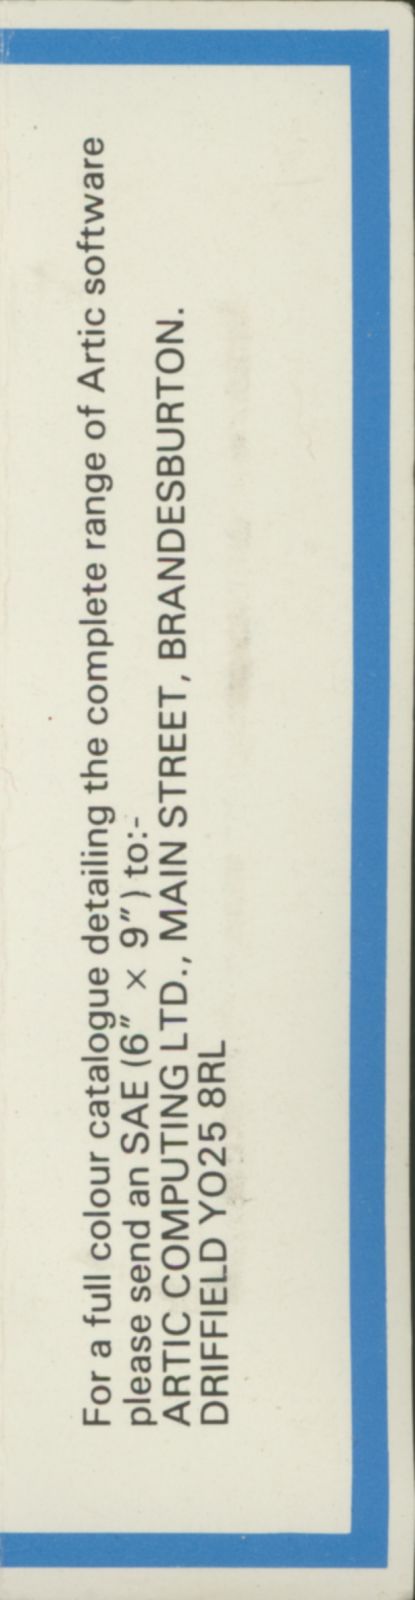 For a full colour catalogue detailing the complete range of Artic software
please send an SAE (6″ × 9″) to:-
ARTIC COMPUTING LTD., MAIN STREET, BRANDESBURTON.
DRIFFIELD YO25 8RL